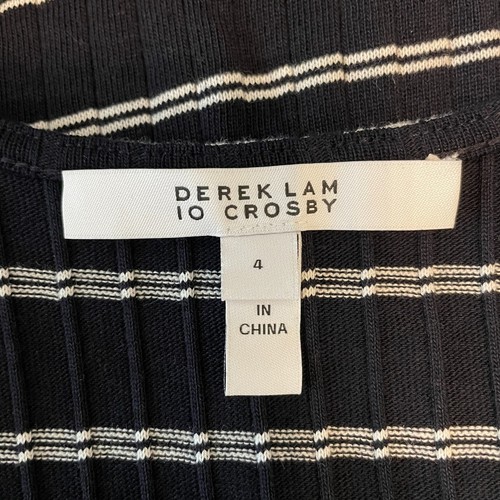 DEREK LAM
10 CROSBY
4
IN
CHINA